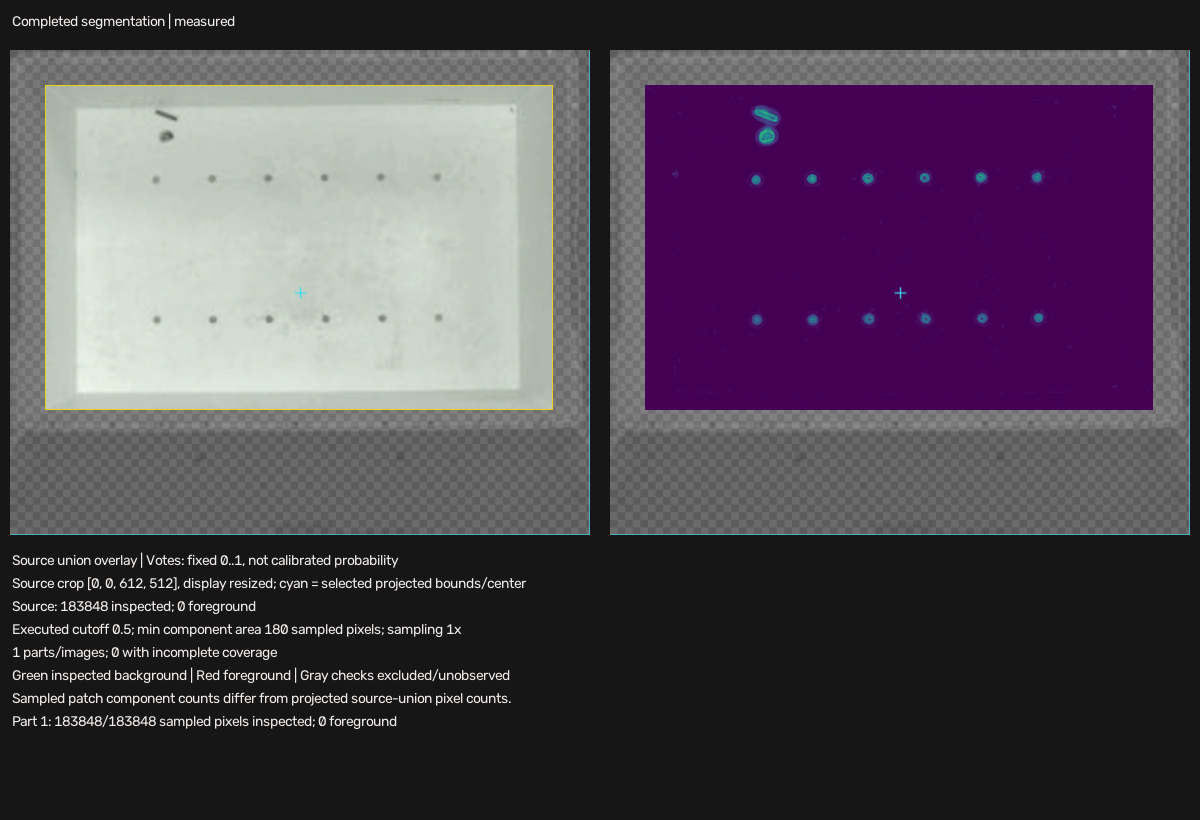 Completed segmentation | measured
Source union overlay | Votes: fixed 0..1, not calibrated probability
Source crop [0, 0, 612, 512], display resized; cyan = selected projected bounds/center
Source: 183848 inspected; 0 foreground
Executed cutoff 0.5; min component area 180 sampled pixels; sampling 1x
1 parts/images; 0 with incomplete coverage
Green inspected background | Red foreground | Gray checks excluded/unobserved
Sampled patch component counts differ from projected source-union pixel counts.
Part 1: 183848/183848 sampled pixels inspected; 0 foreground